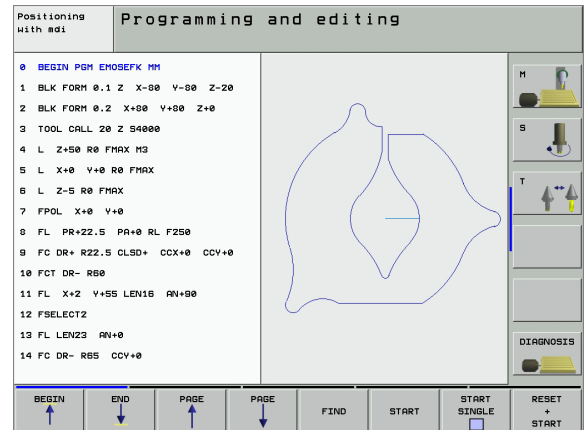 Positioning
with mdi
Programming and editing
0 BEGIN PGM EMOSEFK MM
1 BLK FORM 0.1 Z X-80 Y-80 Z-20
2 BLK FORM 0.2 X+80 Y+80 Z+0
3 TOOL CALL 20 Z S4000
4 L Z+50 R0 FMAX M3
5 L X+0 Y+0 R0 FMAX
6 L Z-5 R0 FMAX
7 FPOL X+0 Y+0
8 FL PR+22.5 PA+0 RL F250
9 FC DR+ R22.5 CLSD+ CCX+0 CCY+0
10 FCT DR- R60
11 FL X+2 Y+55 LEN16 AN+90
12 FSELECT2
13 FL LEN23 AN+0
14 FC DR- R65 CCY+0
M
S
T
DIAGNOSIS
BEGIN
END
PAGE
PAGE
FIND
START
START
SINGLE
RESET
+
START